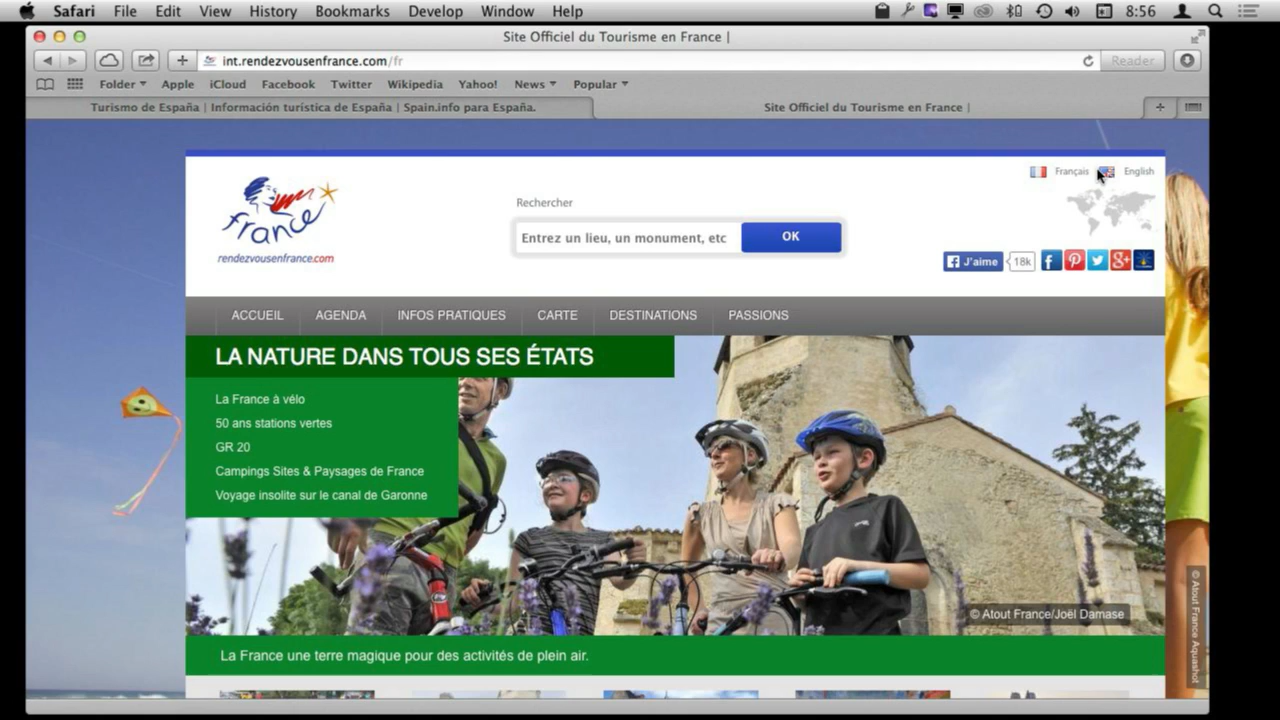 Safari File Edit View History Bookmarks Develop Window Help 8:56
Site Officiel du Tourisme en France |
int.rendezvousenfrance.com/fr Reader
Folder Apple iCloud Facebook Twitter Wikipedia Yahoo! News Popular
Turismo de España | Información turística de España | Spain.info para España. Site Officiel du Tourisme en France |
Français English
france
rendezvousenfrance.com
Rechercher
Entrez un lieu, un monument, etc OK
J'aime 18k
ACCUEIL AGENDA INFOS PRATIQUES CARTE DESTINATIONS PASSIONS
LA NATURE DANS TOUS SES ÉTATS
La France à vélo
50 ans stations vertes
GR 20
Campings Sites & Paysages de France
Voyage insolite sur le canal de Garonne
© Atout France/Joël Damase
La France une terre magique pour des activités de plein air.
© Atout France Aquashot